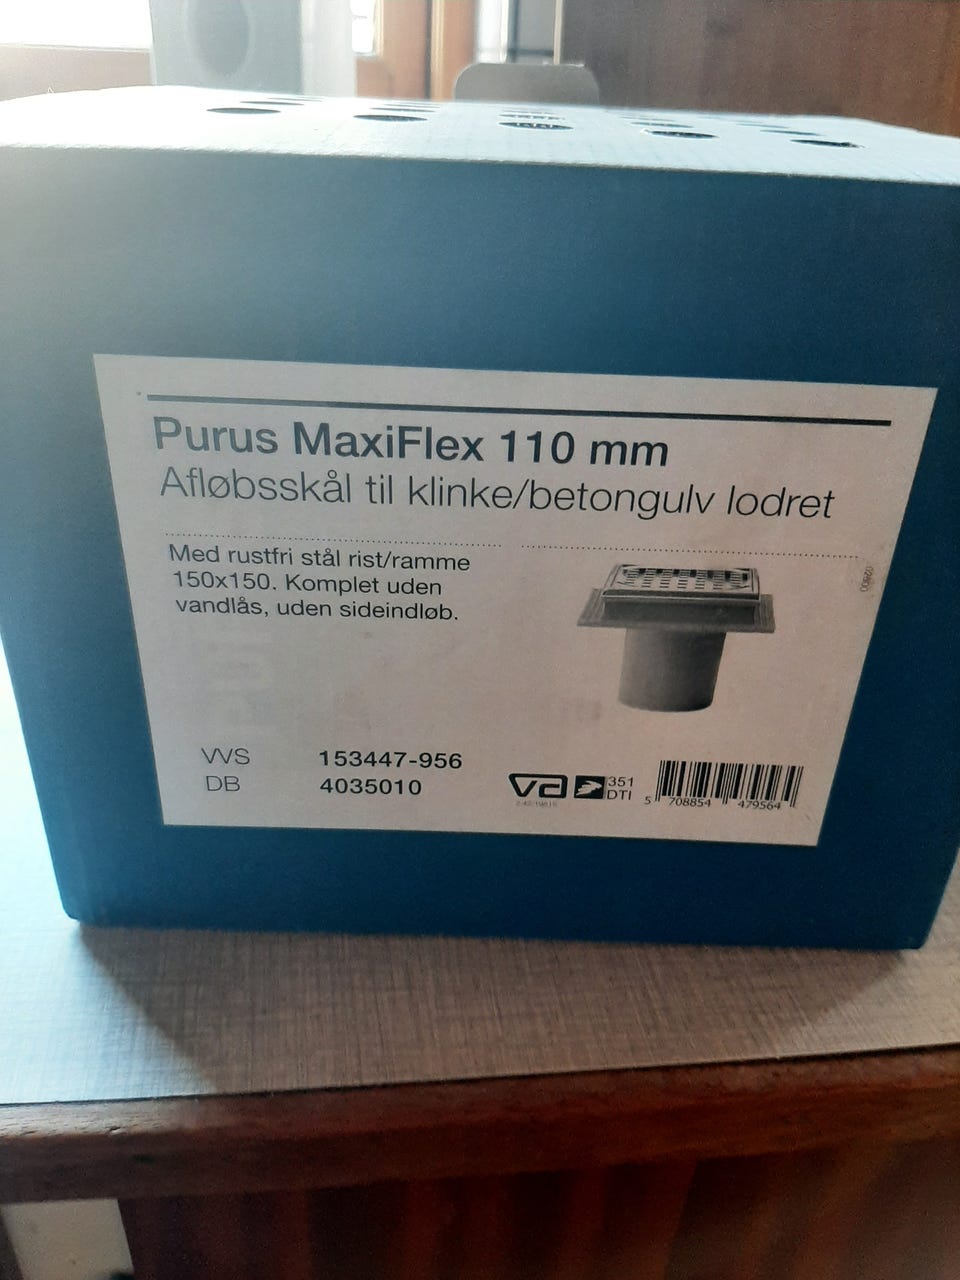 Purus MaxiFlex 110 mm
Afløbsskål til klinke/betongulv lodret
Med rustfri stål rist/ramme
150x150. Komplet uden
vandlås, uden sideindløb.
VVS 153447-956
DB 4035010
va
351
DTI
5 708854 479564